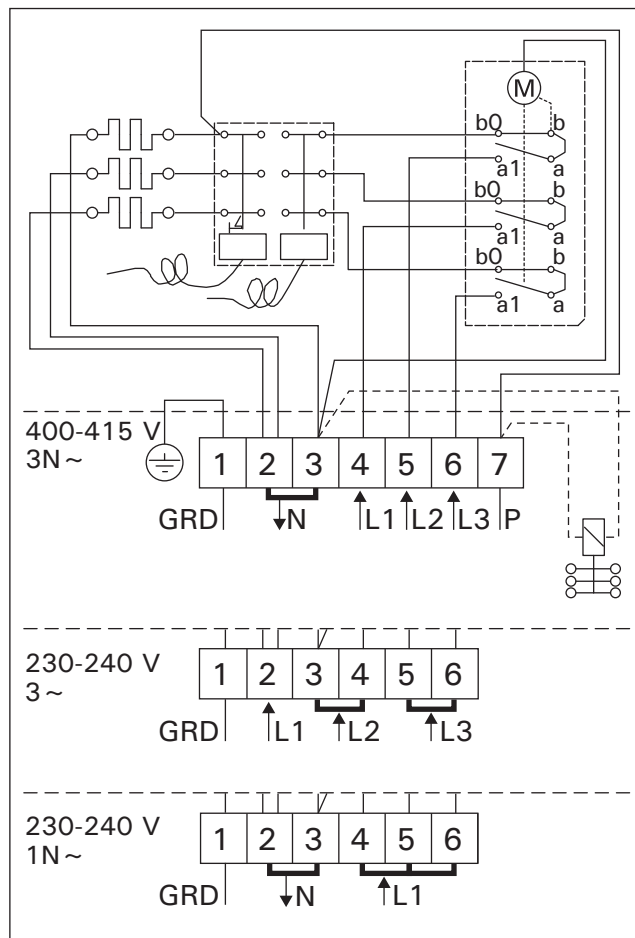 M
b0 b
a1 a
b0 b
a1 a
b0 b
a1 a
400-415 V
3N~
1 2 3 4 5 6 7
GRD N L1 L2 L3 P
230-240 V
3~
1 2 3 4 5 6
GRD L1 L2 L3
230-240 V
1N~
1 2 3 4 5 6
GRD N L1